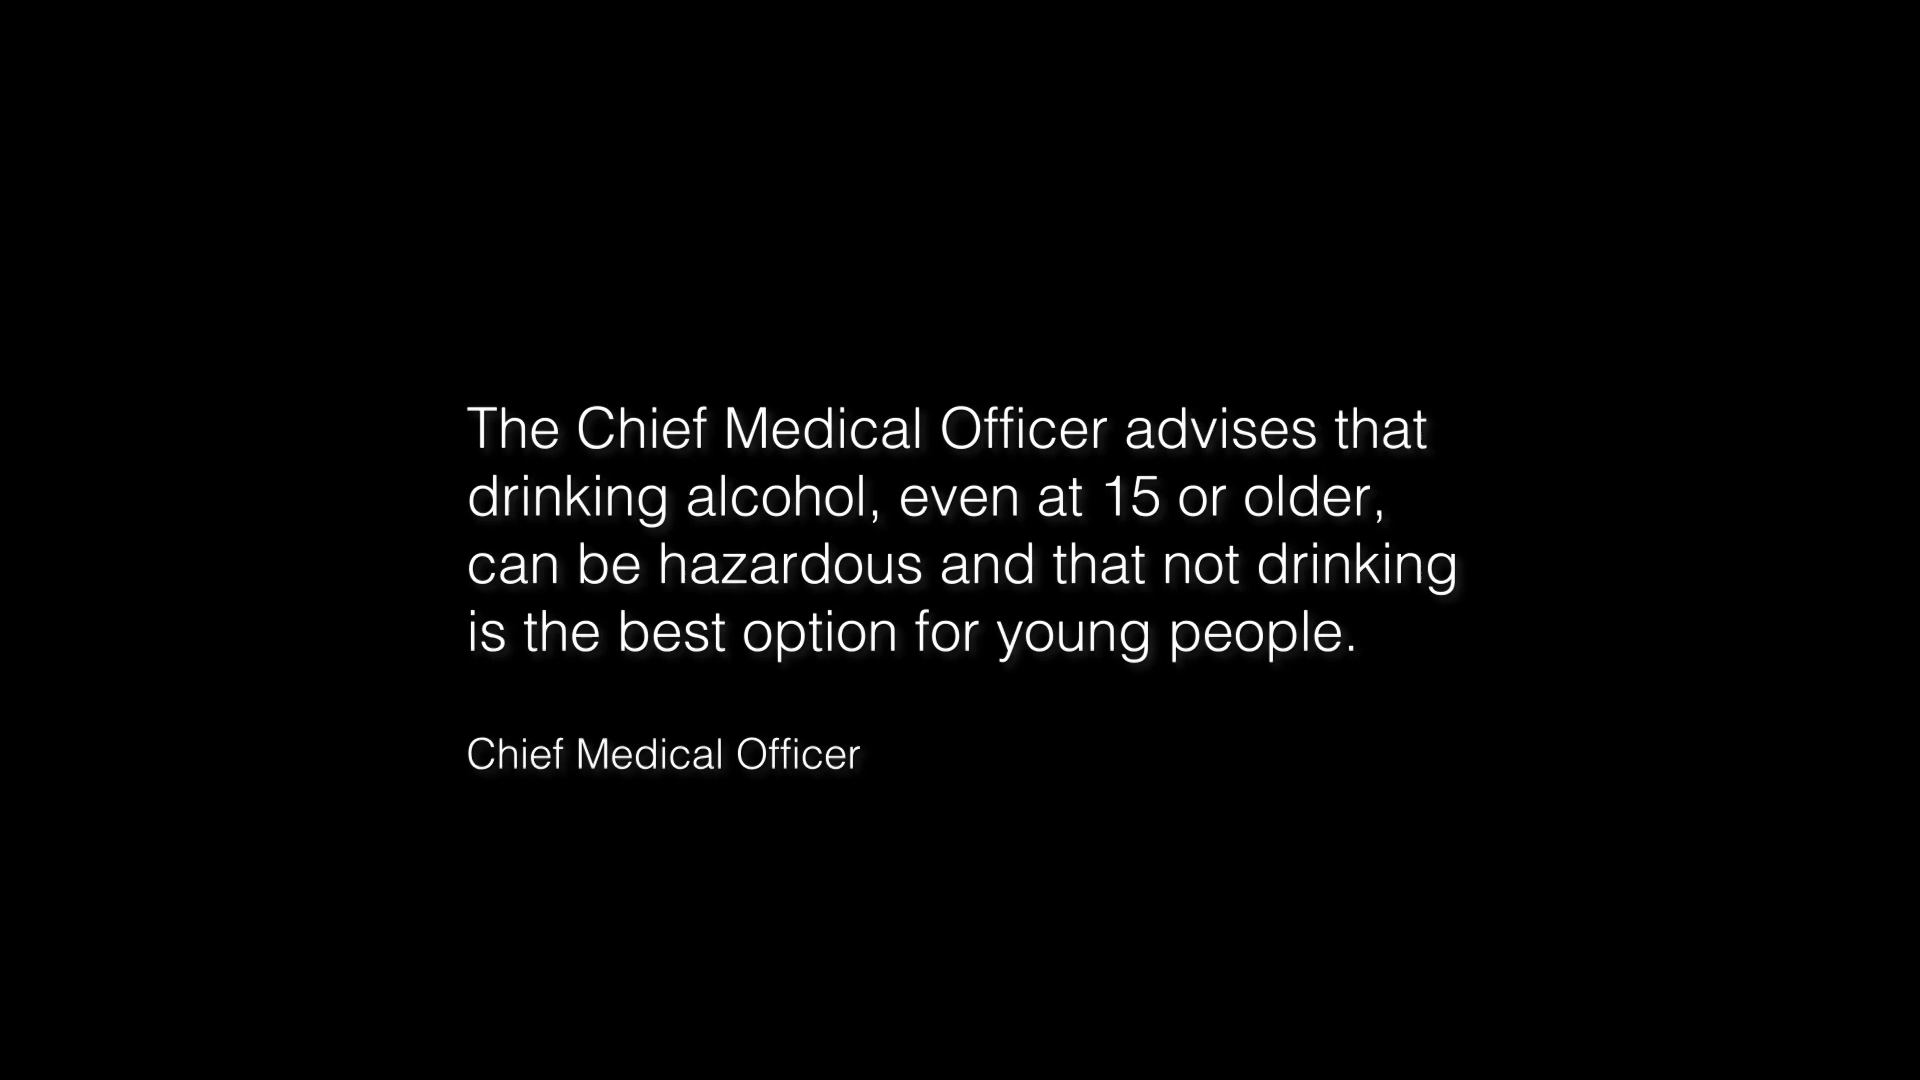 The Chief Medical Officer advises that
drinking alcohol, even at 15 or older,
can be hazardous and that not drinking
is the best option for young people.
Chief Medical Officer